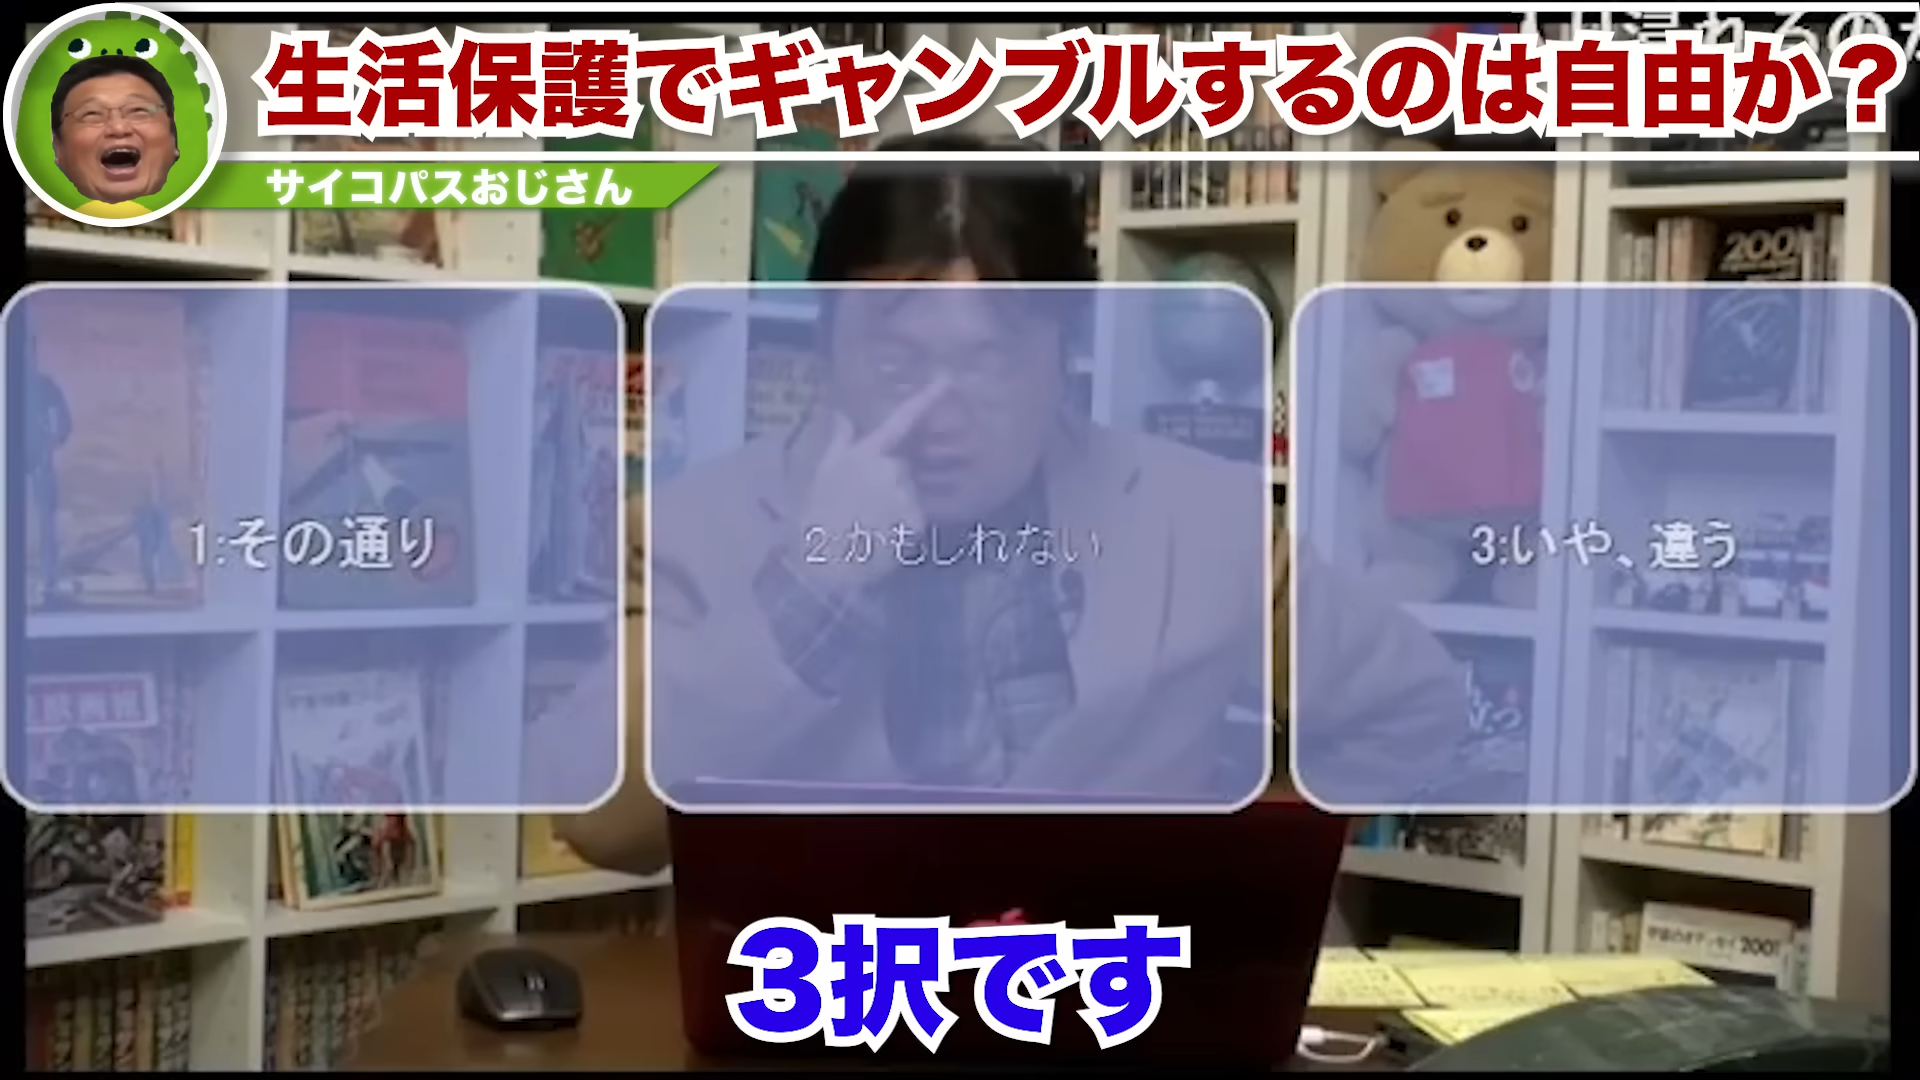 生活保護でギャンブルするのは自由か？
サイコパスおじさん
1:その通り
2:かもしれない
3:いや、違う
200
2001
3択です